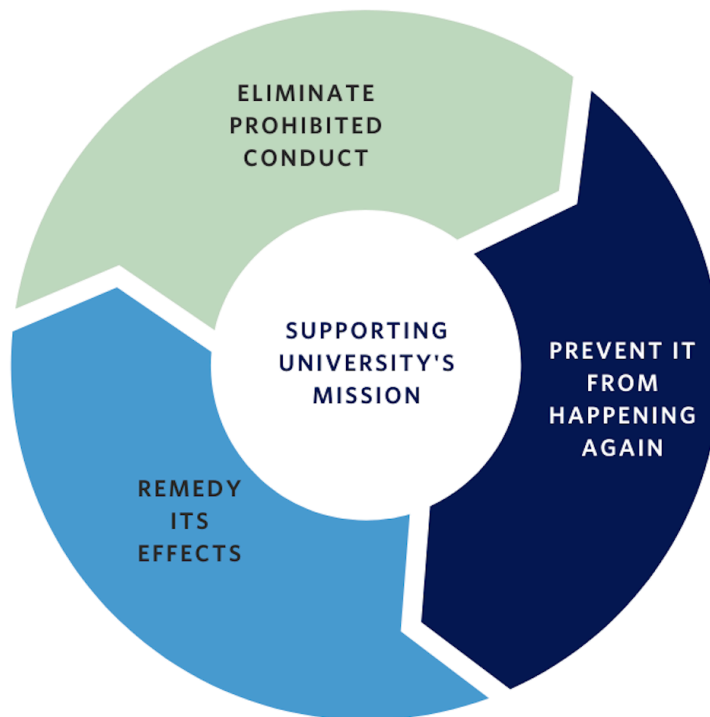 ELIMINATE
PROHIBITED
CONDUCT
SUPPORTING
UNIVERSITY'S
MISSION
PREVENT IT
FROM
HAPPENING
AGAIN
REMEDY
ITS
EFFECTS